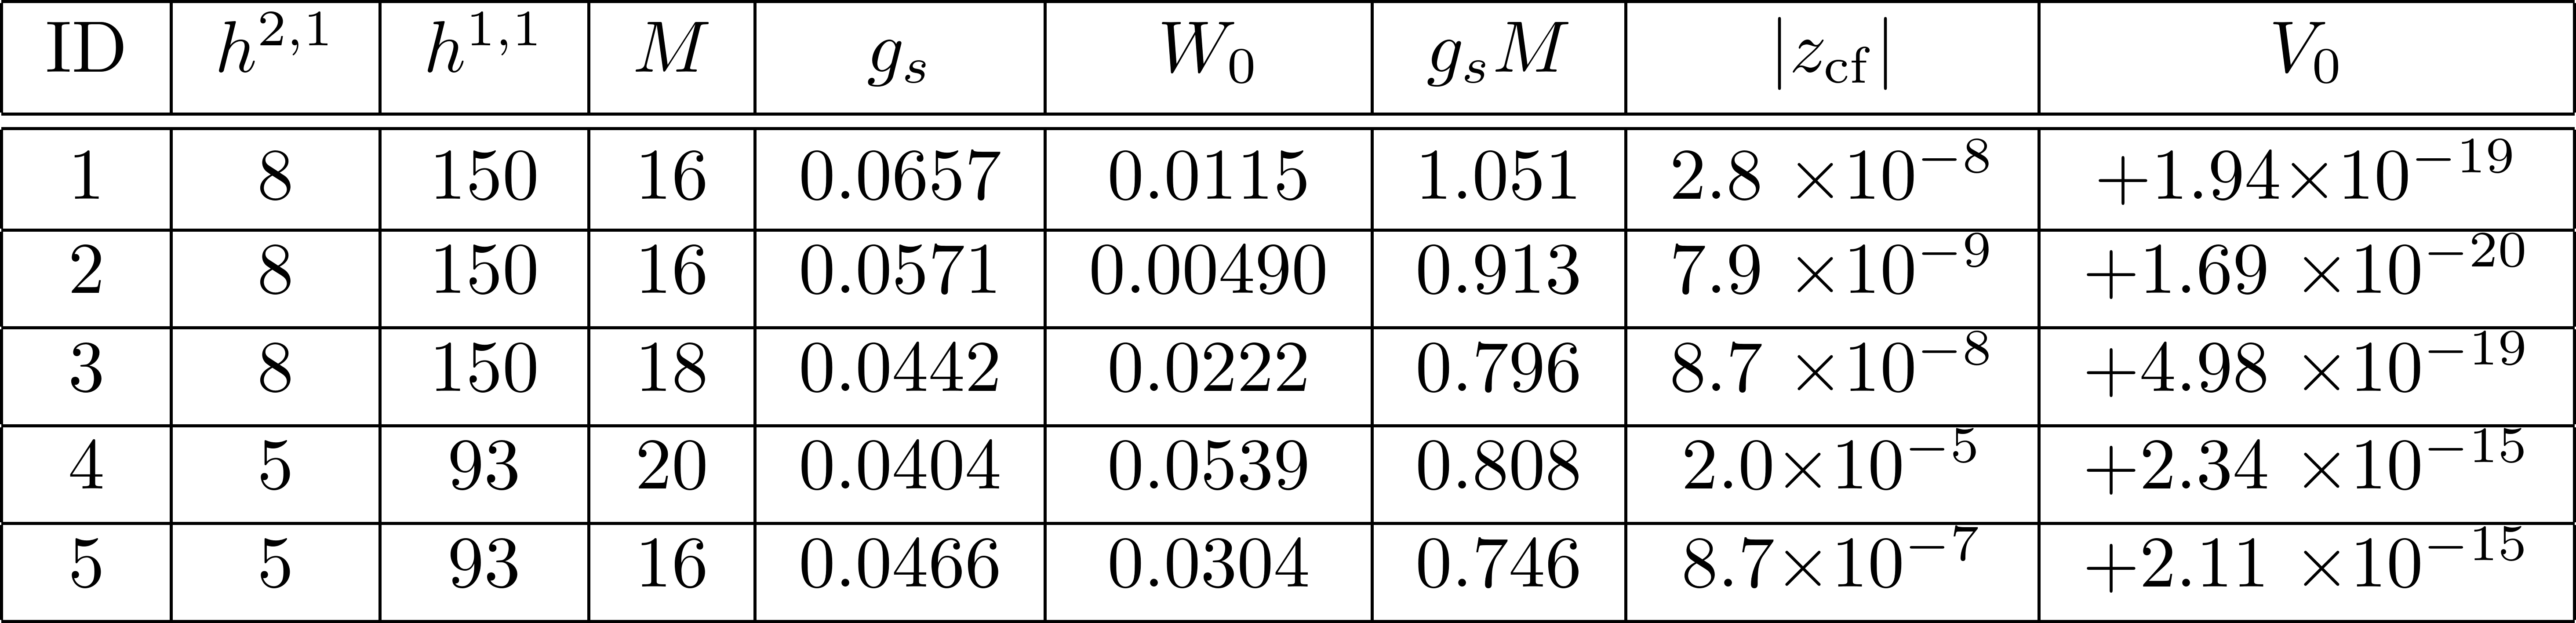 ID h^{2,1} h^{1,1} M g_s W_0 g_sM |z_{cf}| V_0
1 8 150 16 0.0657 0.0115 1.051 2.8 ×10^{−8} +1.94×10^{−19}
2 8 150 16 0.0571 0.00490 0.913 7.9 ×10^{−9} +1.69 ×10^{−20}
3 8 150 18 0.0442 0.0222 0.796 8.7 ×10^{−8} +4.98 ×10^{−19}
4 5 93 20 0.0404 0.0539 0.808 2.0×10^{−5} +2.34 ×10^{−15}
5 5 93 16 0.0466 0.0304 0.746 8.7×10^{−7} +2.11 ×10^{−15}